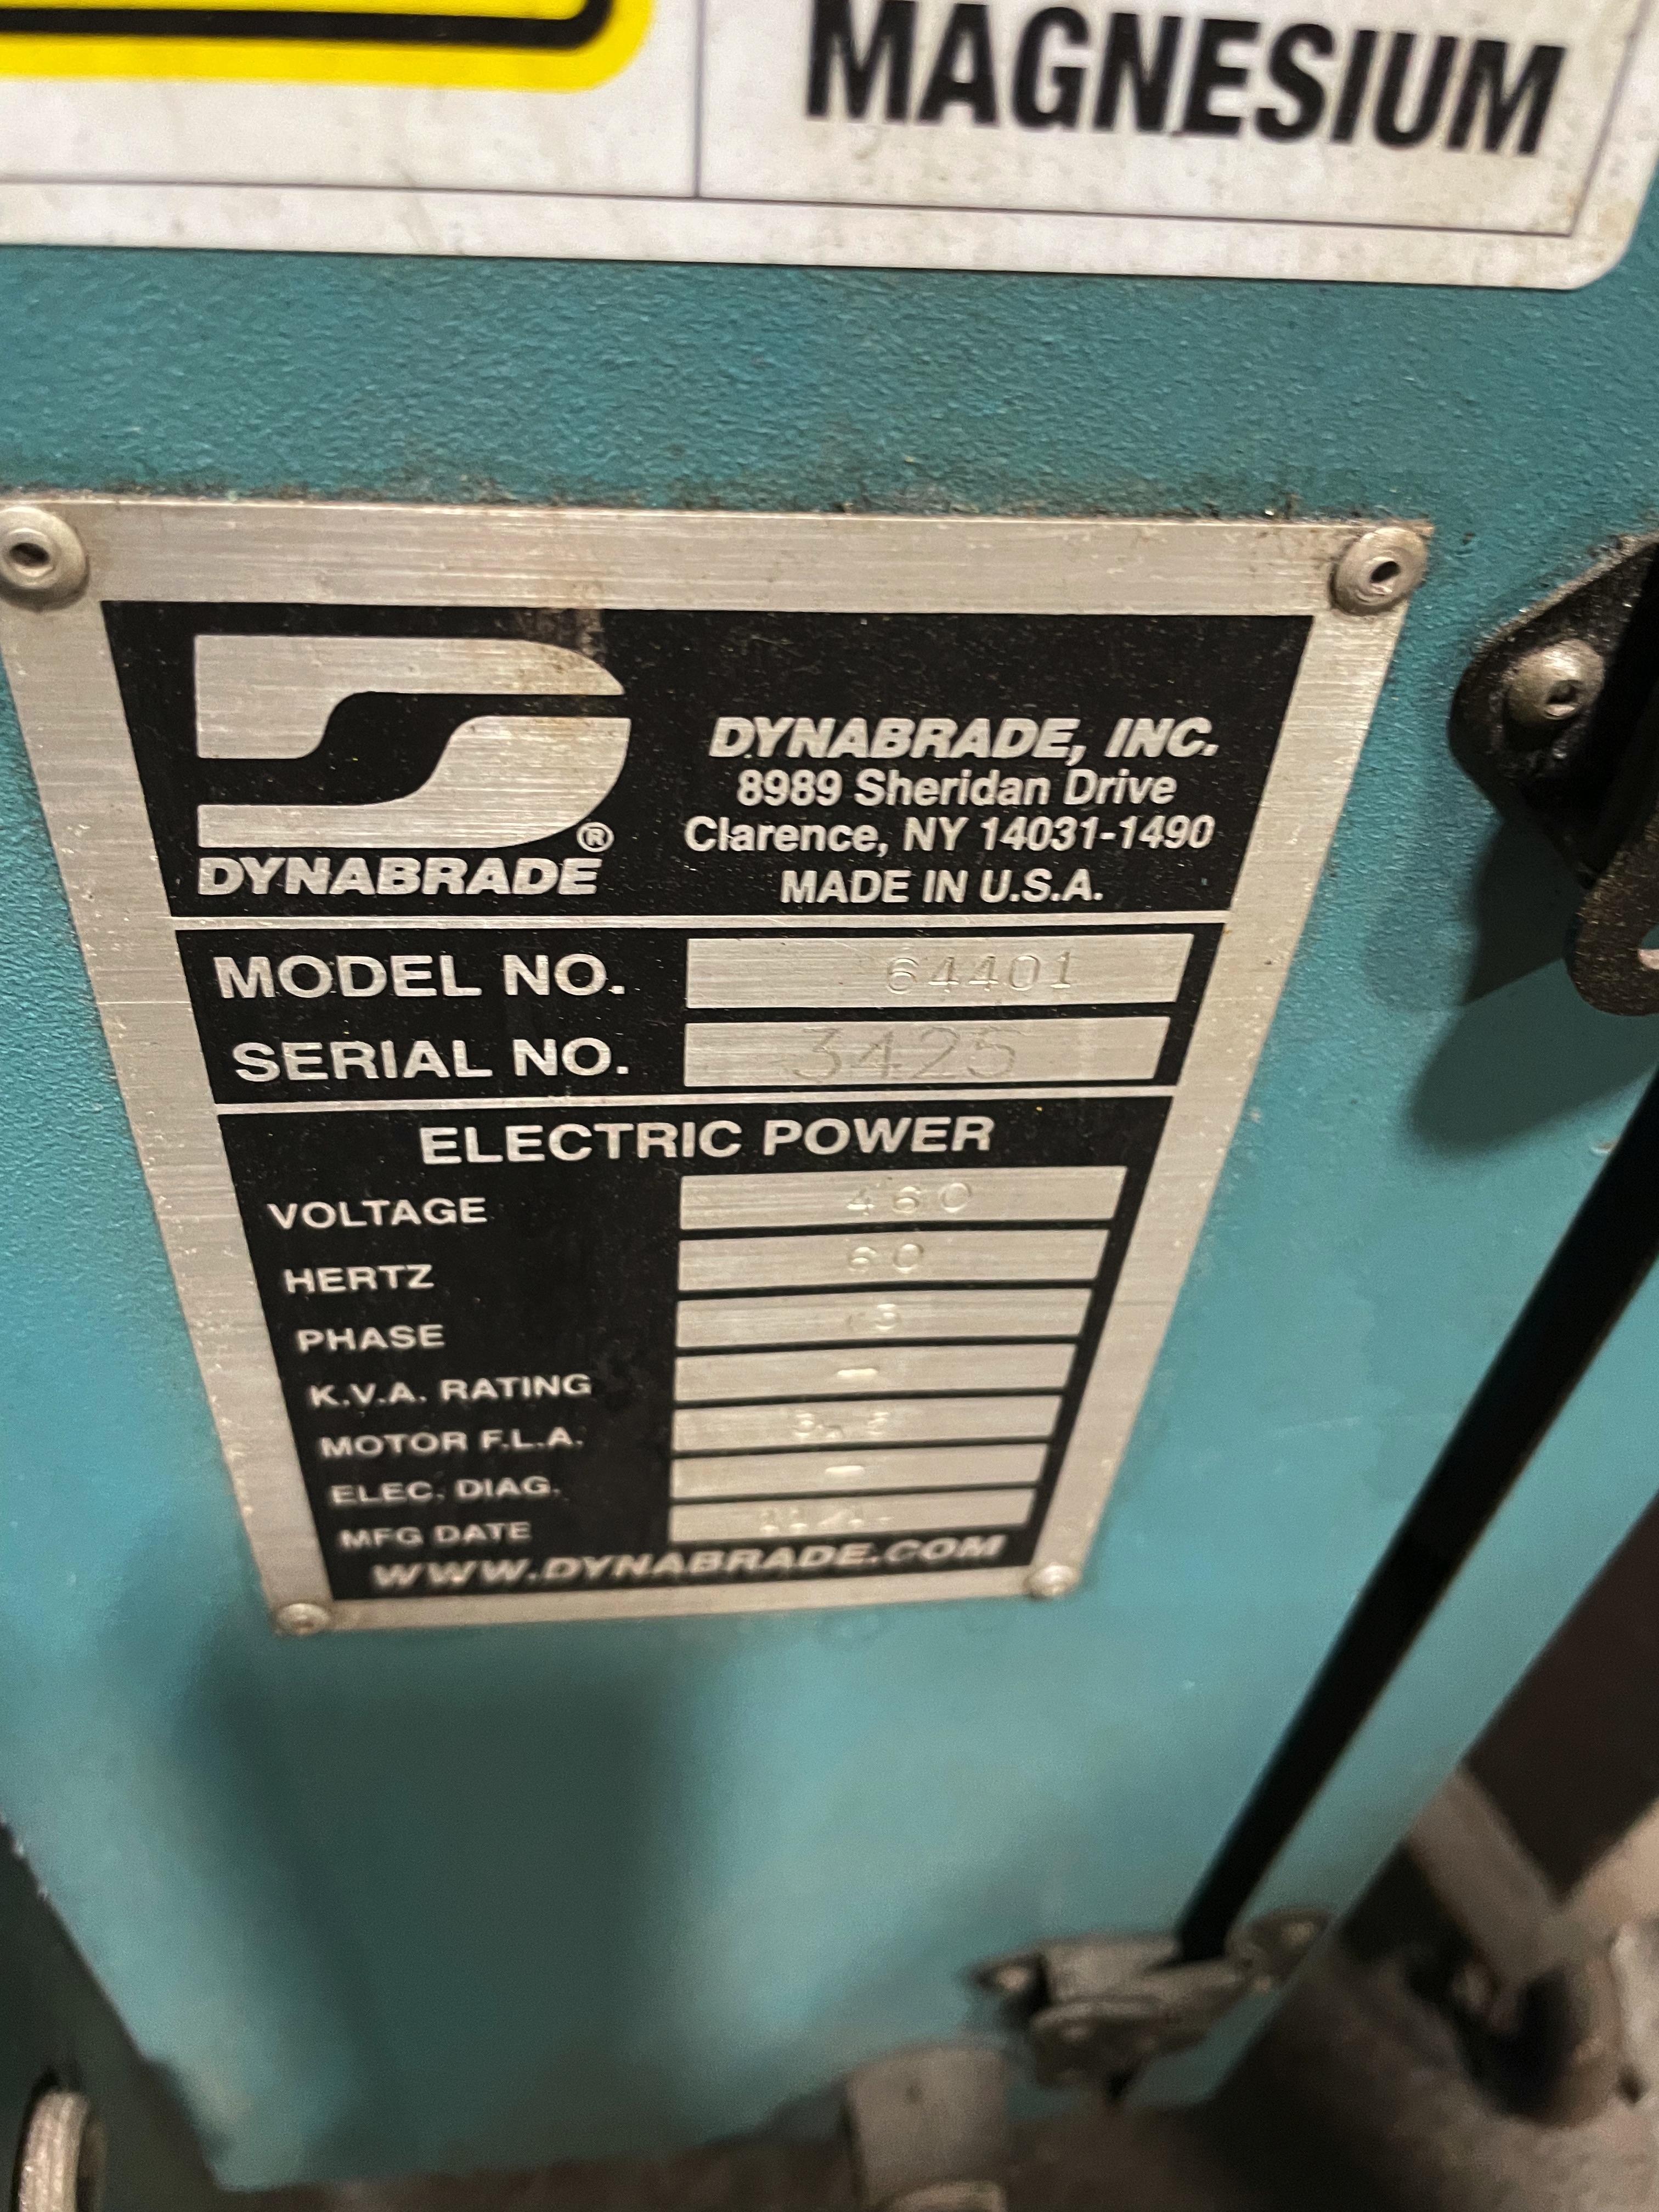 MAGNESIUM
DYNABRADE, INC.
8989 Sheridan Drive
Clarence, NY 14031-1490
MADE IN U.S.A.
®
DYNABRADE
MODEL NO. 64401
SERIAL NO. 3425
ELECTRIC POWER
VOLTAGE 460
HERTZ 60
PHASE 3
K.V.A. RATING -
MOTOR F.L.A.
ELEC. DIAG. -
MFG DATE
WWW.DYNABRADE.COM